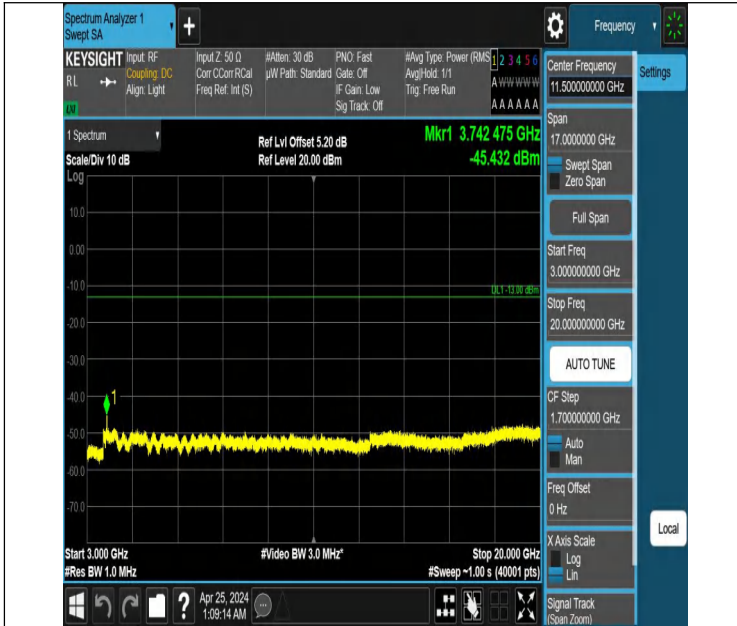 Spectrum Analyzer 1
Swept SA
+
Frequency
KEYSIGHT
RL
Input: RF
Coupling: DC
Align: Light
Input Z: 50 Ω
Corr CCorr RCal
Freq Ref: Int (S)
#Atten: 30 dB
µW Path: Standard
PNO: Fast
Gate: Off
IF Gain: Low
Sig Track: Off
#Avg Type: Power (RMS
Avg|Hold: 1/1
Trig: Free Run
1 2 3 4 5 6
A W W W W W
A A A A A A
1 Spectrum
Scale/Div 10 dB
Ref Lvl Offset 5.20 dB
Ref Level 20.00 dBm
Mkr1 3.742 475 GHz
-45.432 dBm
Log
10.0
0.00
-10.0
-20.0
-30.0
-40.0
-50.0
-60.0
-70.0
DL1 -13.00 dBm
1
Start 3.000 GHz
#Res BW 1.0 MHz
#Video BW 3.0 MHz*
Stop 20.000 GHz
#Sweep ~1.00 s (40001 pts)
Apr 25, 2024
1:09:14 AM
?
Center Frequency
11.500000000 GHz
Span
17.0000000 GHz
Swept Span
Zero Span
Full Span
Start Freq
3.000000000 GHz
Stop Freq
20.000000000 GHz
AUTO TUNE
CF Step
1.700000000 GHz
Auto
Man
Freq Offset
0 Hz
X Axis Scale
Log
Lin
Signal Track
(Span Zoom)
Settings
Local